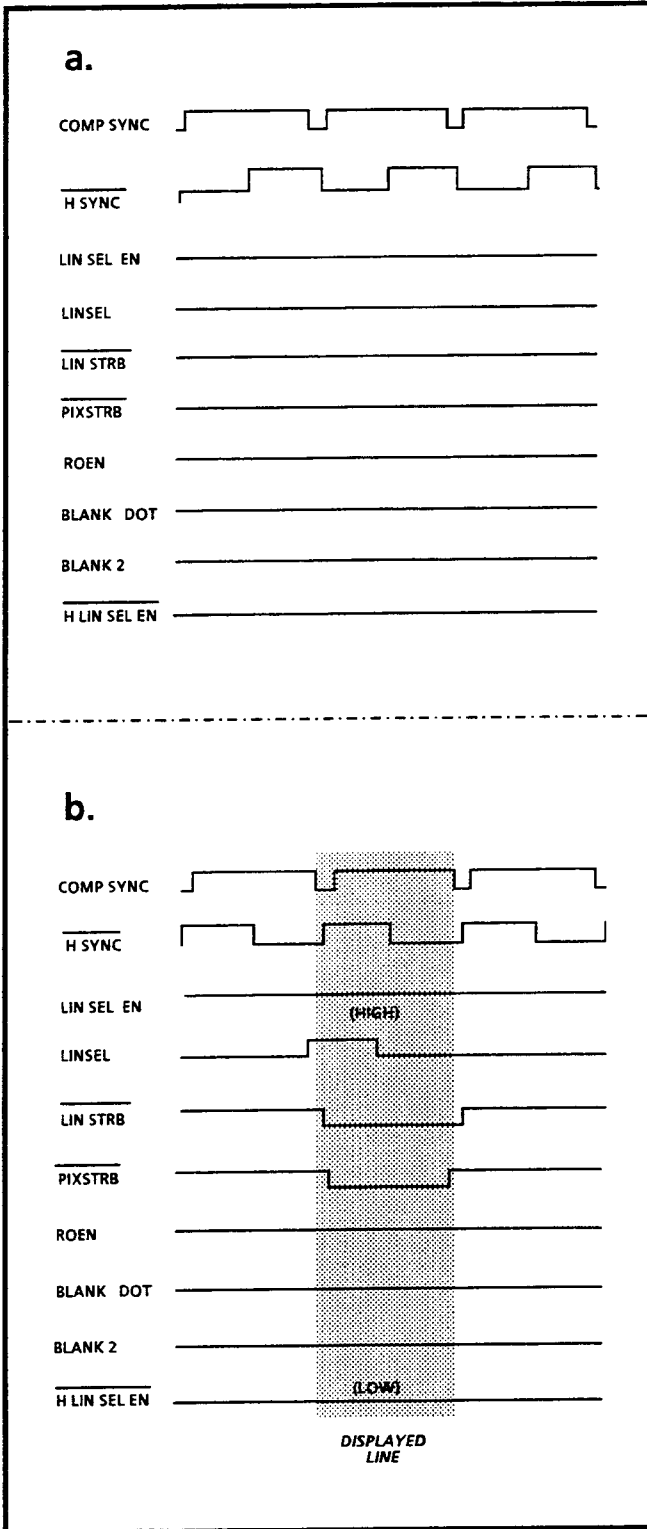 a.
COMP SYNC
H SYNC
LIN SEL EN
LINSEL
LIN STRB
PIXSTRB
ROEN
BLANK DOT
BLANK 2
H LIN SEL EN
b.
COMP SYNC
H SYNC
LIN SEL EN
(HIGH)
LINSEL
LIN STRB
PIXSTRB
ROEN
BLANK DOT
BLANK 2
(LOW)
H LIN SEL EN
DISPLAYED
LINE